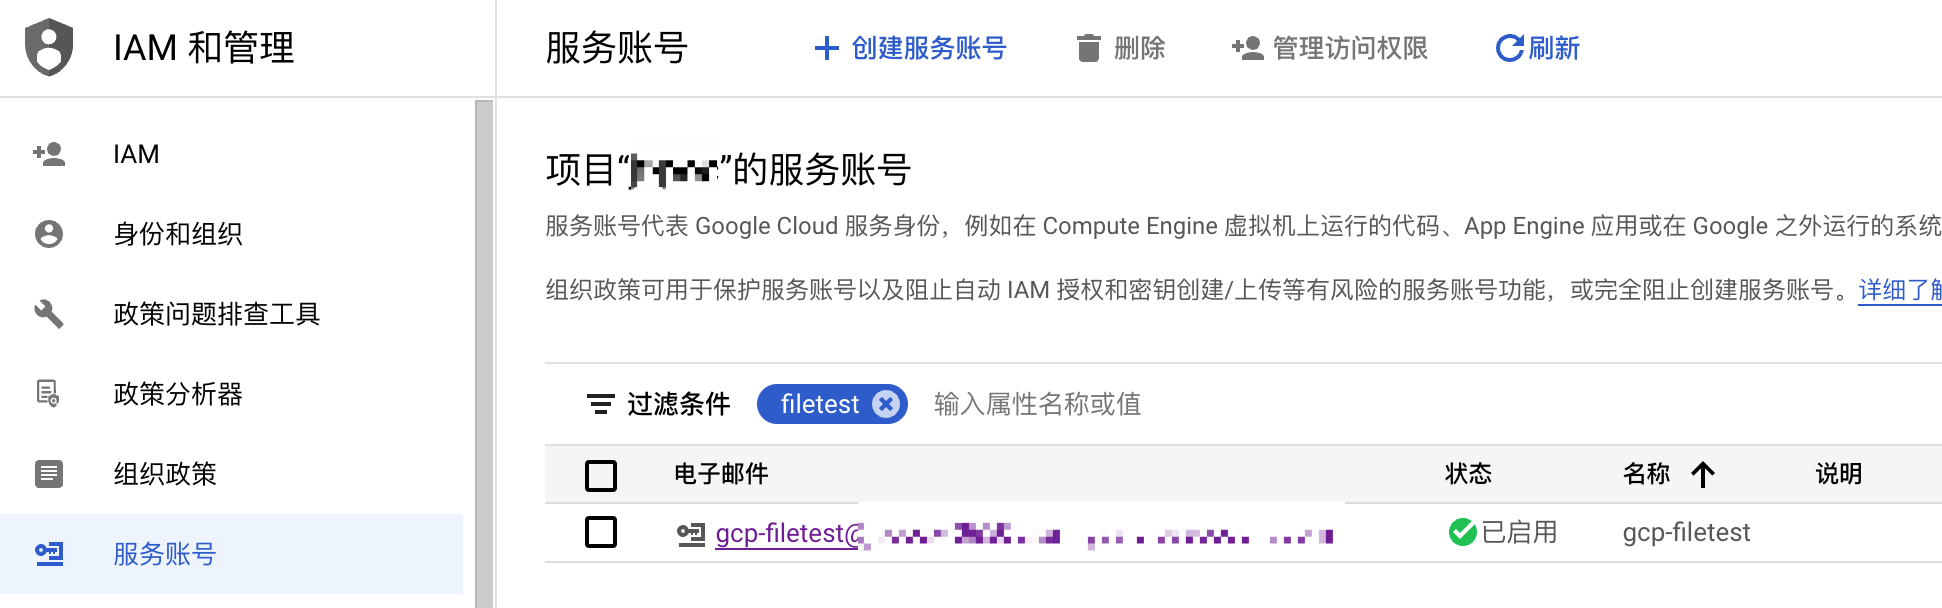 IAM 和管理
服务账号
创建服务账号
删除
管理访问权限
刷新
IAM
身份和组织
政策问题排查工具
政策分析器
组织政策
服务账号
项目“”的服务账号
服务账号代表 Google Cloud 服务身份，例如在 Compute Engine 虚拟机上运行的代码、App Engine 应用或在 Google 之外运行的系统
组织政策可用于保护服务账号以及阻止自动 IAM 授权和密钥创建/上传等有风险的服务账号功能，或完全阻止创建服务账号。详细了解
过滤条件 filetest 输入属性名称或值
电子邮件 状态 名称 说明
gcp-filetest@ 已启用 gcp-filetest